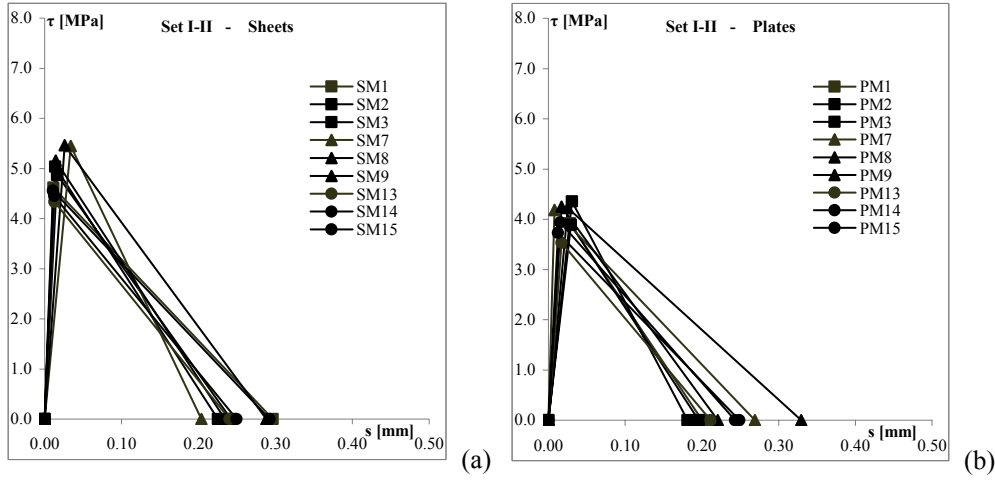 τ [MPa]
Set I-II - Sheets
8.0
7.0
6.0
5.0
4.0
3.0
2.0
1.0
0.0
SM1
SM2
SM3
SM7
SM8
SM9
SM13
SM14
SM15
0.00
0.10
0.20
0.30
0.40
0.50
s [mm]
(a)
τ [MPa]
Set I-II - Plates
8.0
7.0
6.0
5.0
4.0
3.0
2.0
1.0
0.0
PM1
PM2
PM3
PM7
PM8
PM9
PM13
PM14
PM15
0.00
0.10
0.20
0.30
0.40
0.50
s [mm]
(b)